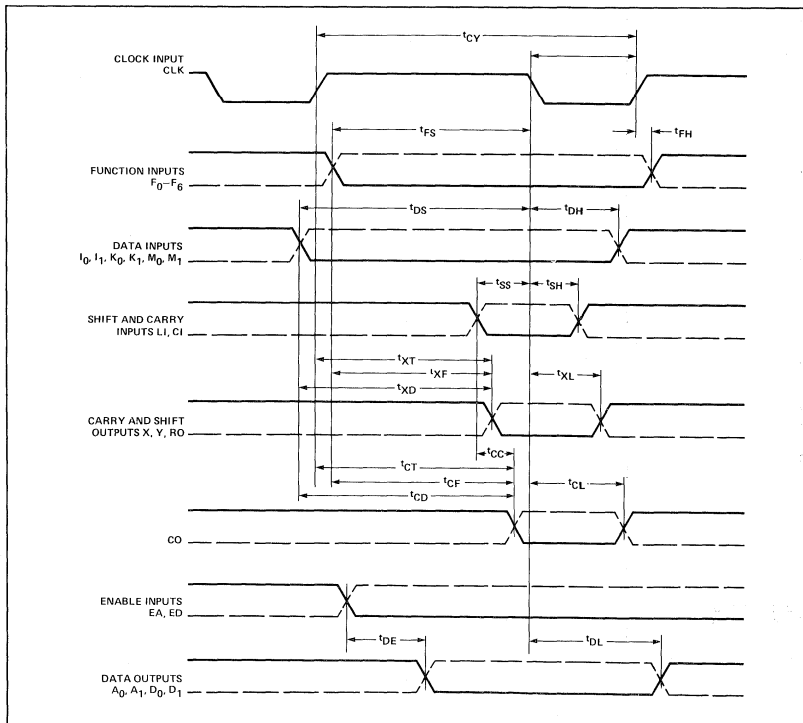 tCY
CLOCK INPUT
CLK
tFS
tFH
FUNCTION INPUTS
F0–F6
tDS
tDH
DATA INPUTS
I0, I1, K0, K1, M0, M1
tSS
tSH
SHIFT AND CARRY
INPUTS LI, CI
tXT
tXF
tXL
tXD
CARRY AND SHIFT
OUTPUTS X, Y, RO
tCC
tCT
tCF
tCL
tCD
CO
ENABLE INPUTS
EA, ED
tDE
tDL
DATA OUTPUTS
A0, A1, D0, D1